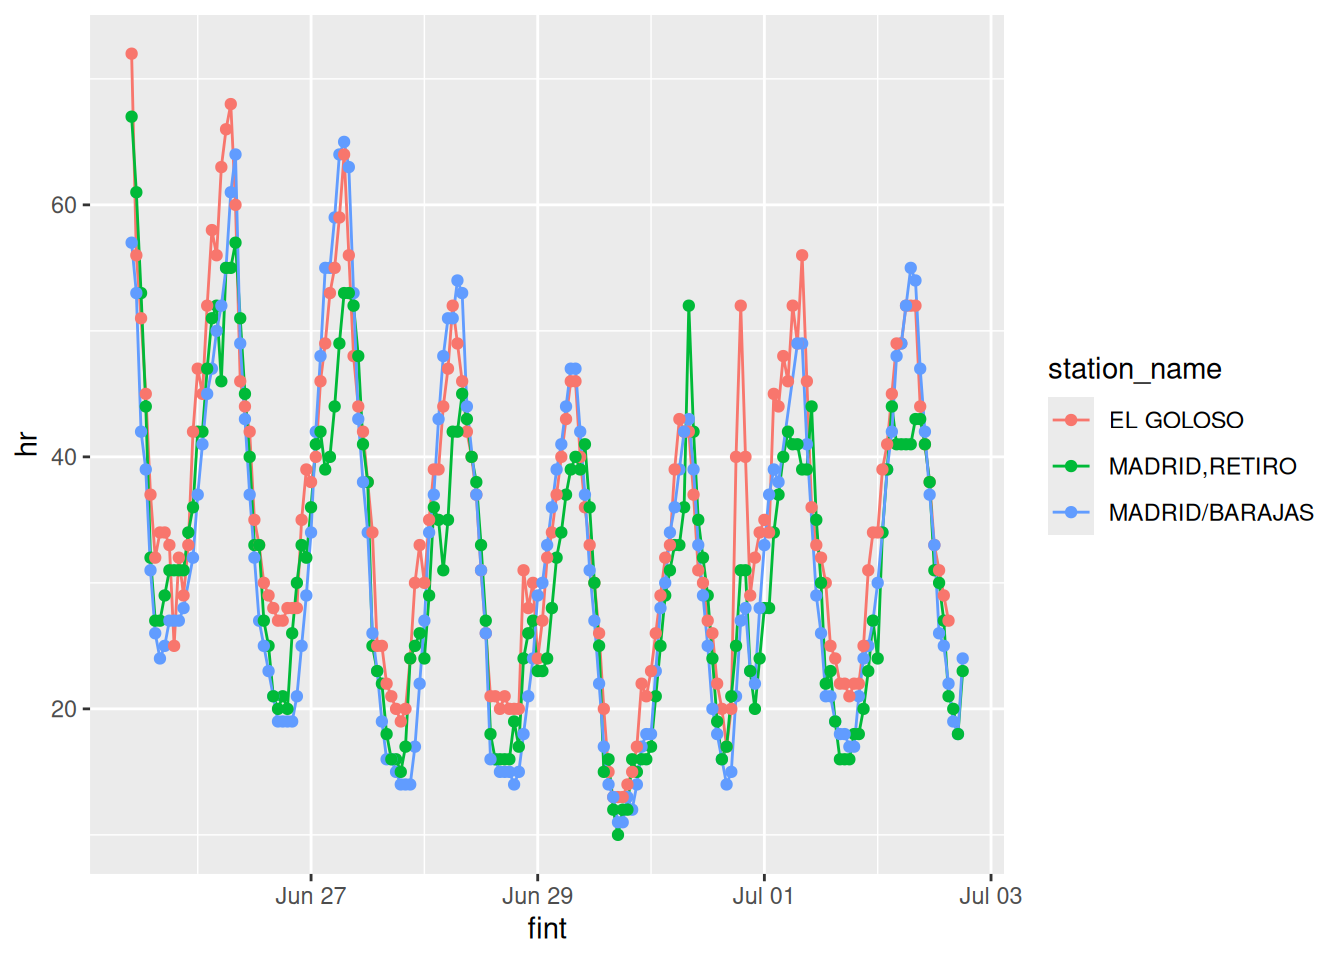 60
40
20
hr
Jun 27
Jun 29
Jul 01
Jul 03
fint
station_name
EL GOLOSO
MADRID,RETIRO
MADRID/BARAJAS